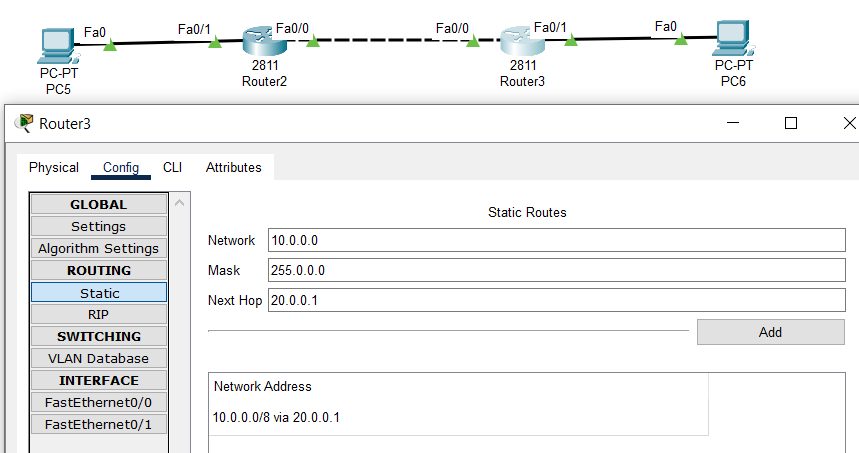 Fa0 Fa0/1 Fa0/0 Fa0/0 Fa0/1 Fa0
PC-PT 2811 2811 PC-PT
PC5 Router2 Router3 PC6
Router3
Physical Config CLI Attributes
GLOBAL
Settings
Algorithm Settings
ROUTING
Static
RIP
SWITCHING
VLAN Database
INTERFACE
FastEthernet0/0
FastEthernet0/1
Static Routes
Network 10.0.0.0
Mask 255.0.0.0
Next Hop 20.0.0.1
Add
Network Address
10.0.0.0/8 via 20.0.0.1